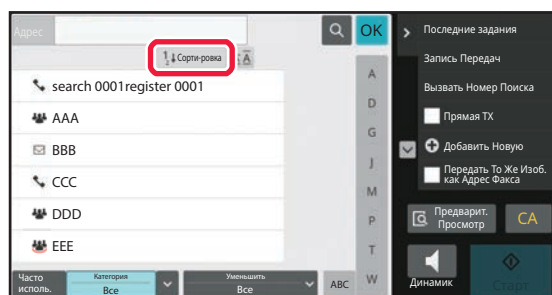 Адрес
OK
Сорти-ровка
search 0001register 0001
AAA
BBB
CCC
DDD
EEE
A
D
G
J
M
P
T
W
Часто исполь.
Категория
Все
Уменьшить
Все
ABC
Последние задания
Запись Передач
Вызвать Номер Поиска
Прямая TX
Добавить Новую
Передать То Же Изоб.
как Адрес Факса
Предварит.
Просмотр
CA
Динамик
Старт